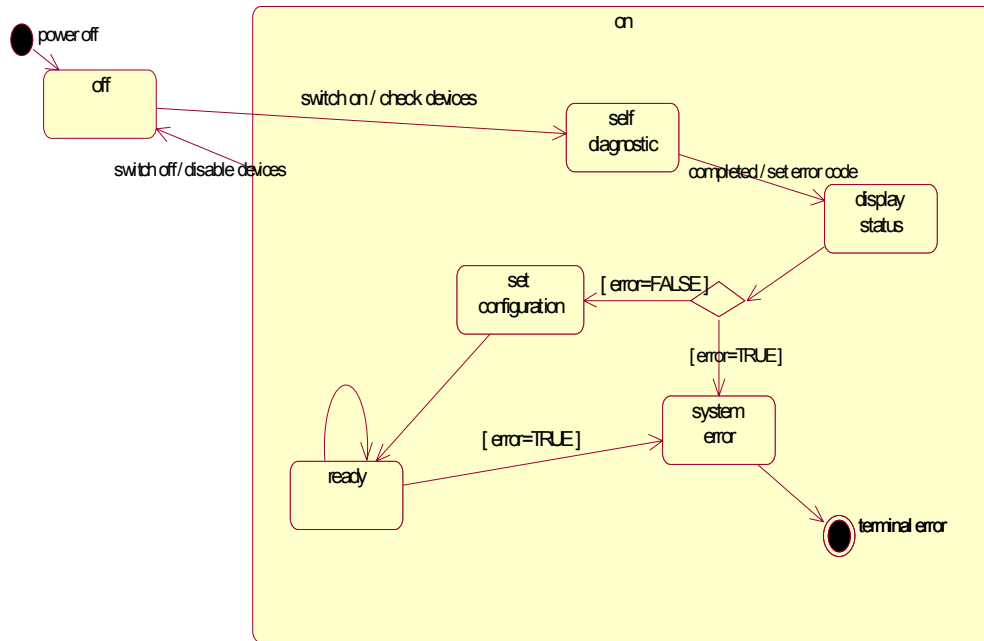 on
power off
off
switch on / check devices
self
diagnostic
switch off / disable devices
completed / set error code
display
status
set
configuration
[ error=FALSE ]
[ error=TRUE ]
system
error
[ error=TRUE ]
ready
terminal error